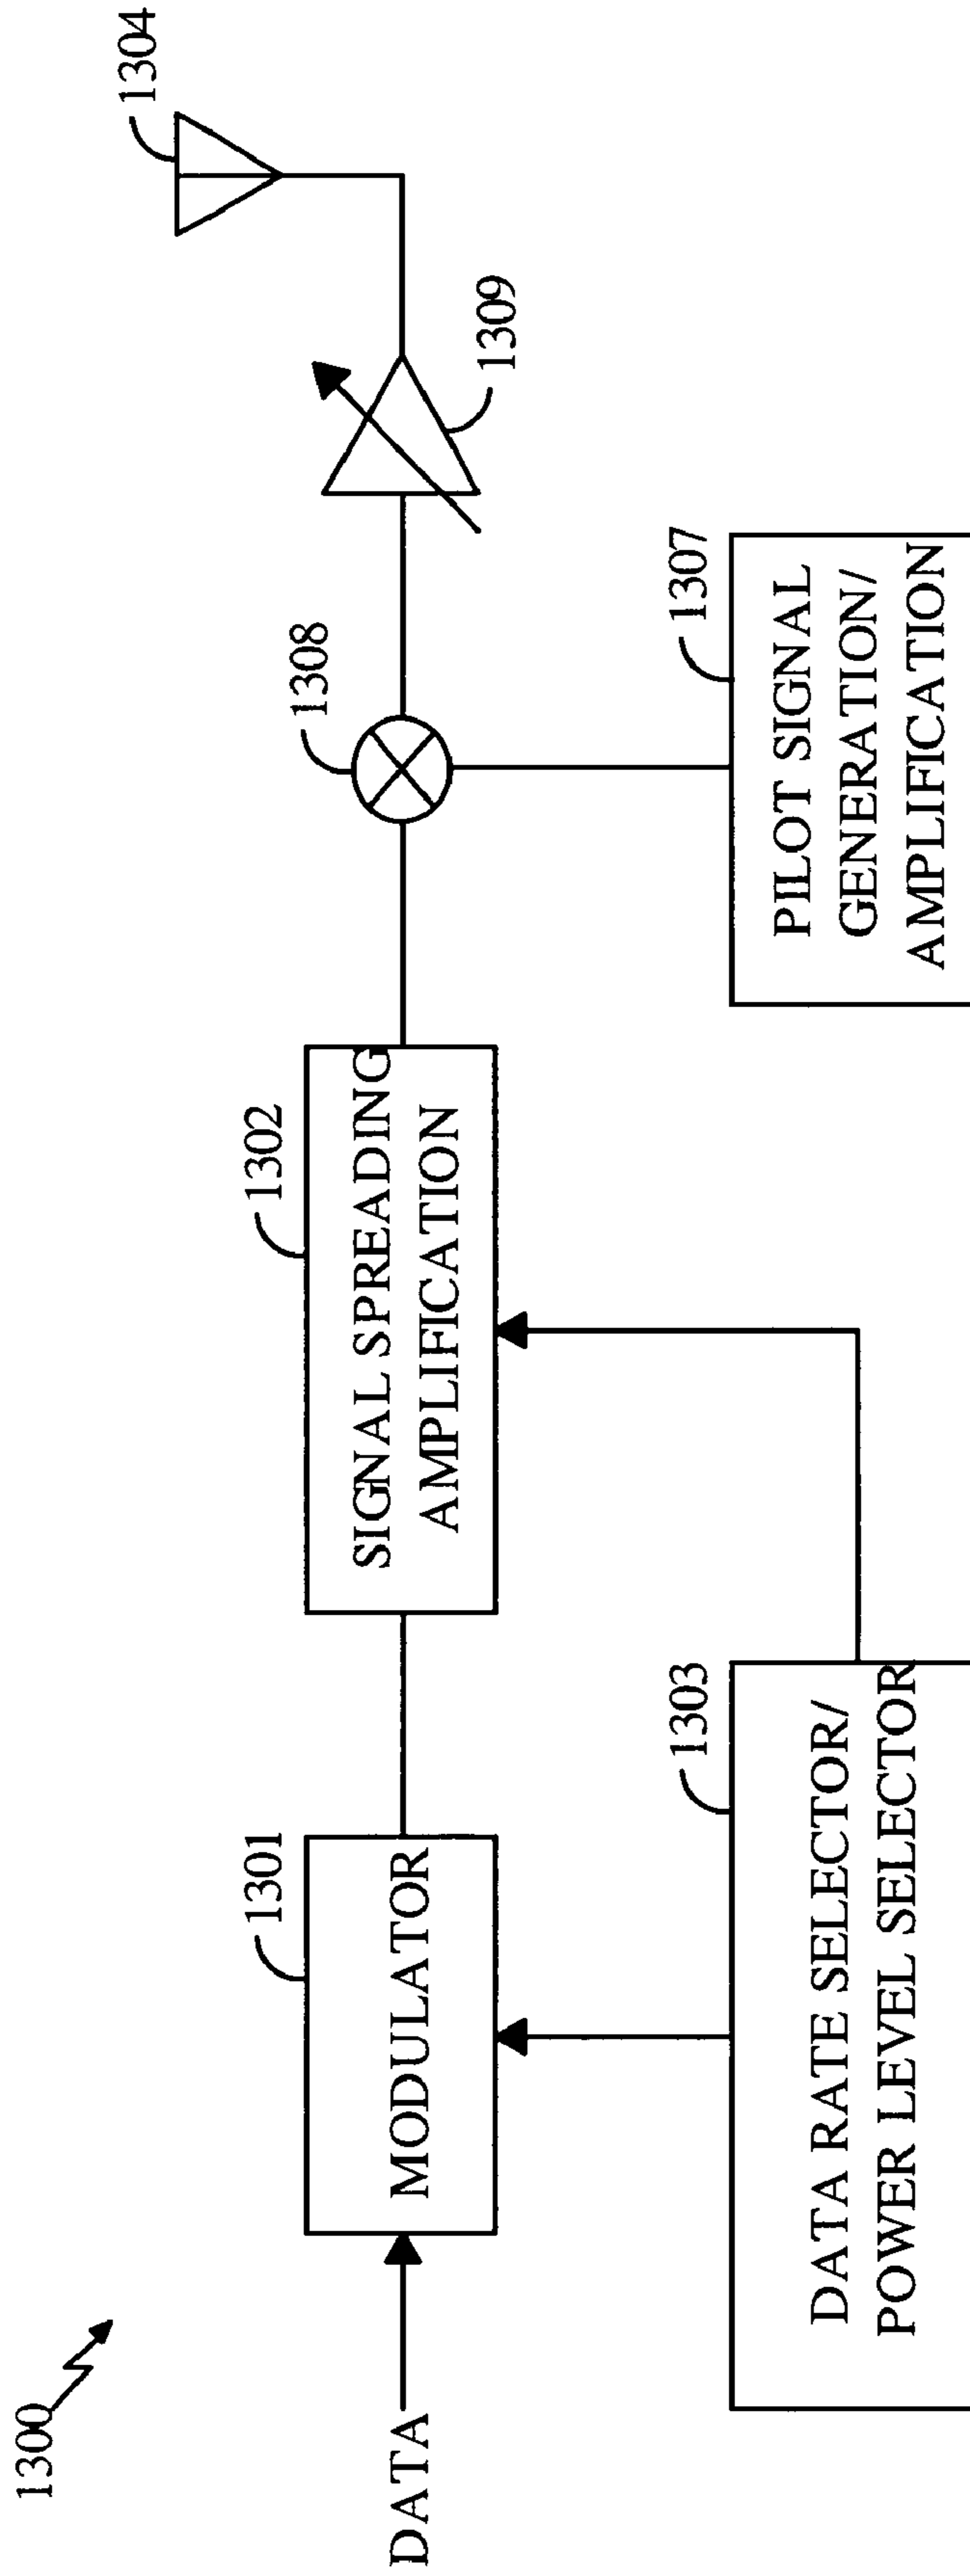 1300
DATA
1301
MODULATOR
1302
SIGNAL SPREADING
AMPLIFICATION
1308
1309
1304
1303
DATA RATE SELECTOR/
POWER LEVEL SELECTOR
1307
PILOT SIGNAL
GENERATION/
AMPLIFICATION